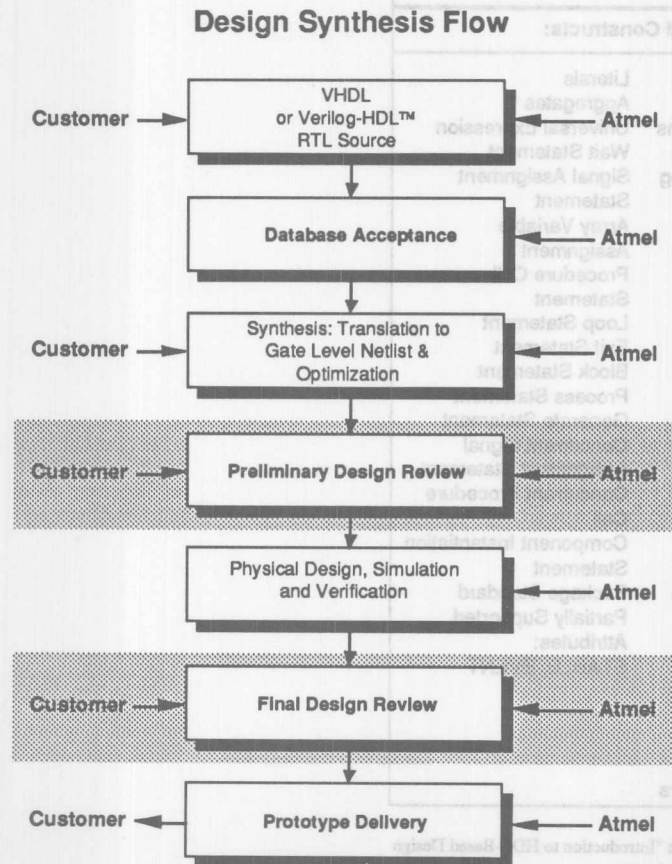 Design Synthesis Flow
Customer
VHDL
or Verilog-HDL™
RTL Source
Atmel
Database Acceptance
Atmel
Customer
Synthesis: Translation to
Gate Level Netlist &
Optimization
Atmel
Customer
Preliminary Design Review
Atmel
Physical Design, Simulation
and Verification
Atmel
Customer
Final Design Review
Atmel
Customer
Prototype Delivery
Atmel